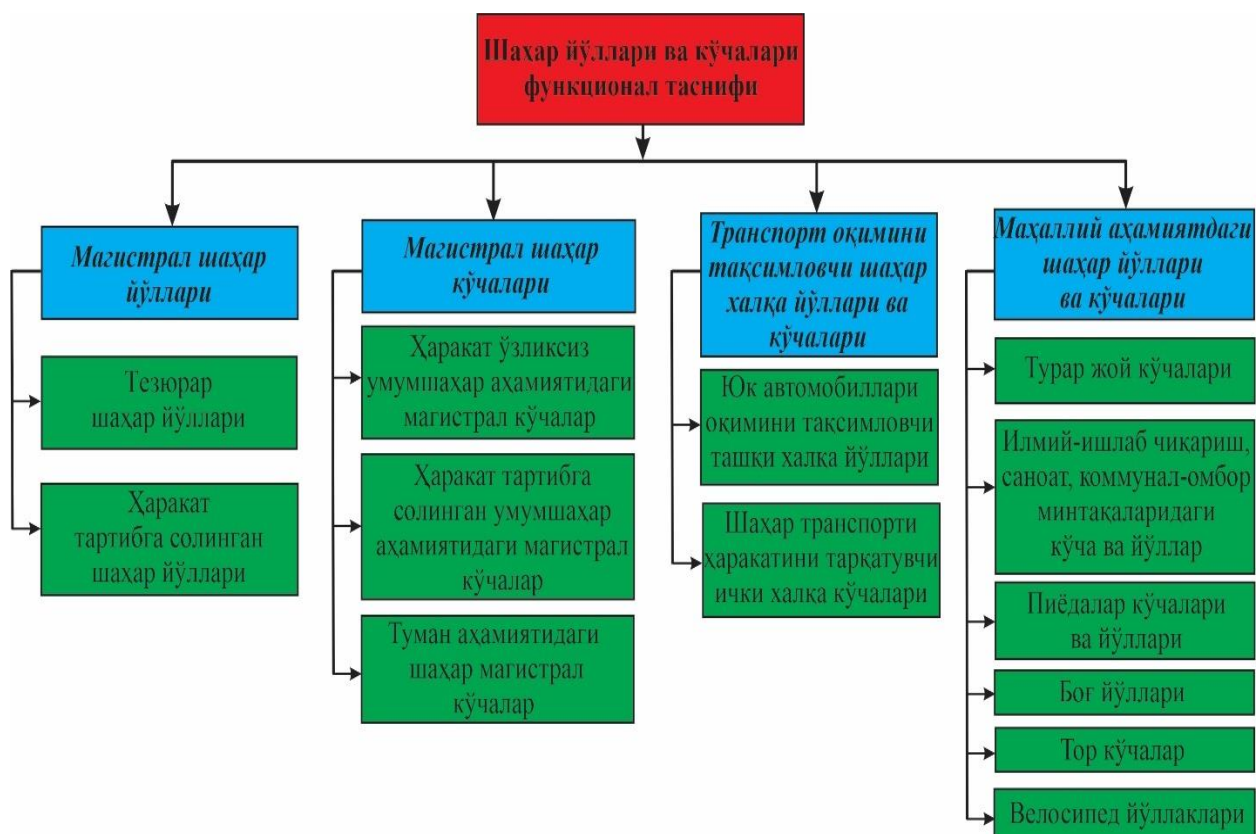 Шаҳар йўллари ва кўчалари
функционал таснифи
Магистрал шаҳар
йўллари
Тезюрар
шаҳар йўллари
Ҳаракат
тартибга солинган
шаҳар йўллари
Магистрал шаҳар
кўчалари
Ҳаракат ўзликсиз
умумшаҳар аҳамиятидаги
магистрал кўчалар
Ҳаракат тартибга
солинган умумшаҳар
аҳамиятидаги магистрал
кўчалар
Туман аҳамиятидаги
шаҳар магистрал
кўчалар
Транспорт оқимини
тақсимловчи шаҳар
халқа йўллари ва
кўчалари
Юк автомобиллари
оқимини тақсимловчи
ташқи халқа йўллари
Шаҳар транспорти
ҳаракатини тарқатувчи
ички халқа кўчалари
Маҳаллий аҳамиятдаги
шаҳар йўллари
ва кўчалари
Турар жой кўчалари
Илмий-ишлаб чиқариш,
саноат, коммунал-омбор
минтақаларидаги
кўча ва йўллар
Пиёдалар кўчалари
ва йўллари
Боғ йўллари
Тор кўчалар
Велосипед йўллаклари